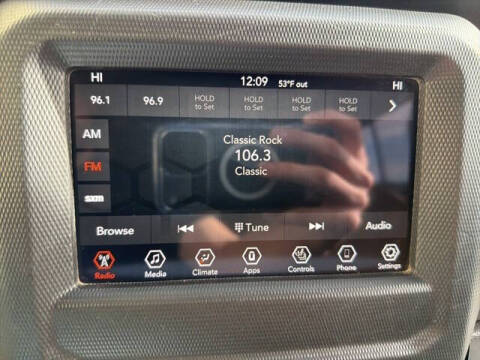 HI 12:09 53°F out HI
96.1 96.9 HOLD to Set HOLD to Set HOLD to Set HOLD to Set
AM
Classic Rock
FM
106.3
Classic
sxm
Browse Tune Audio
Radio Media Climate Apps Controls Phone Settings